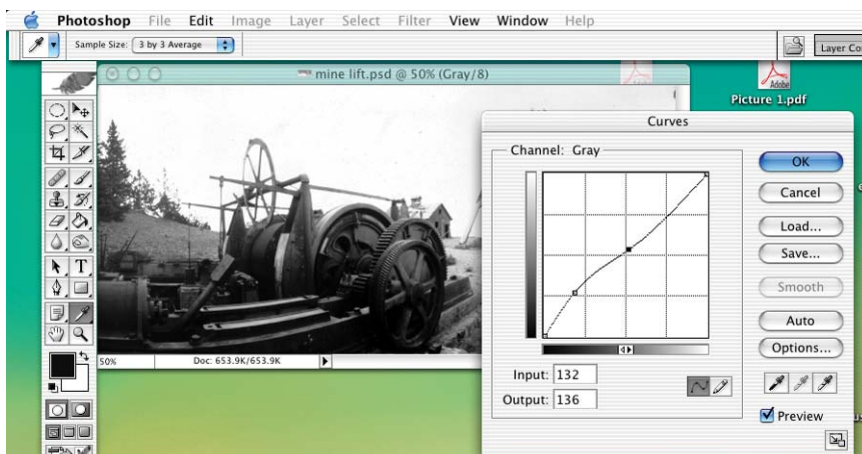 Photoshop File Edit Image Layer Select Filter View Window Help
Sample Size: 3 by 3 Average
Layer Co
mine lift.psd @ 50% (Gray/8)
Adobe
Picture 1.pdf
Curves
Channel: Gray
OK
Cancel
Load...
Save...
Smooth
Auto
Options...
T
50% Doc: 653.9K/653.9K
Input: 132
Output: 136
Preview